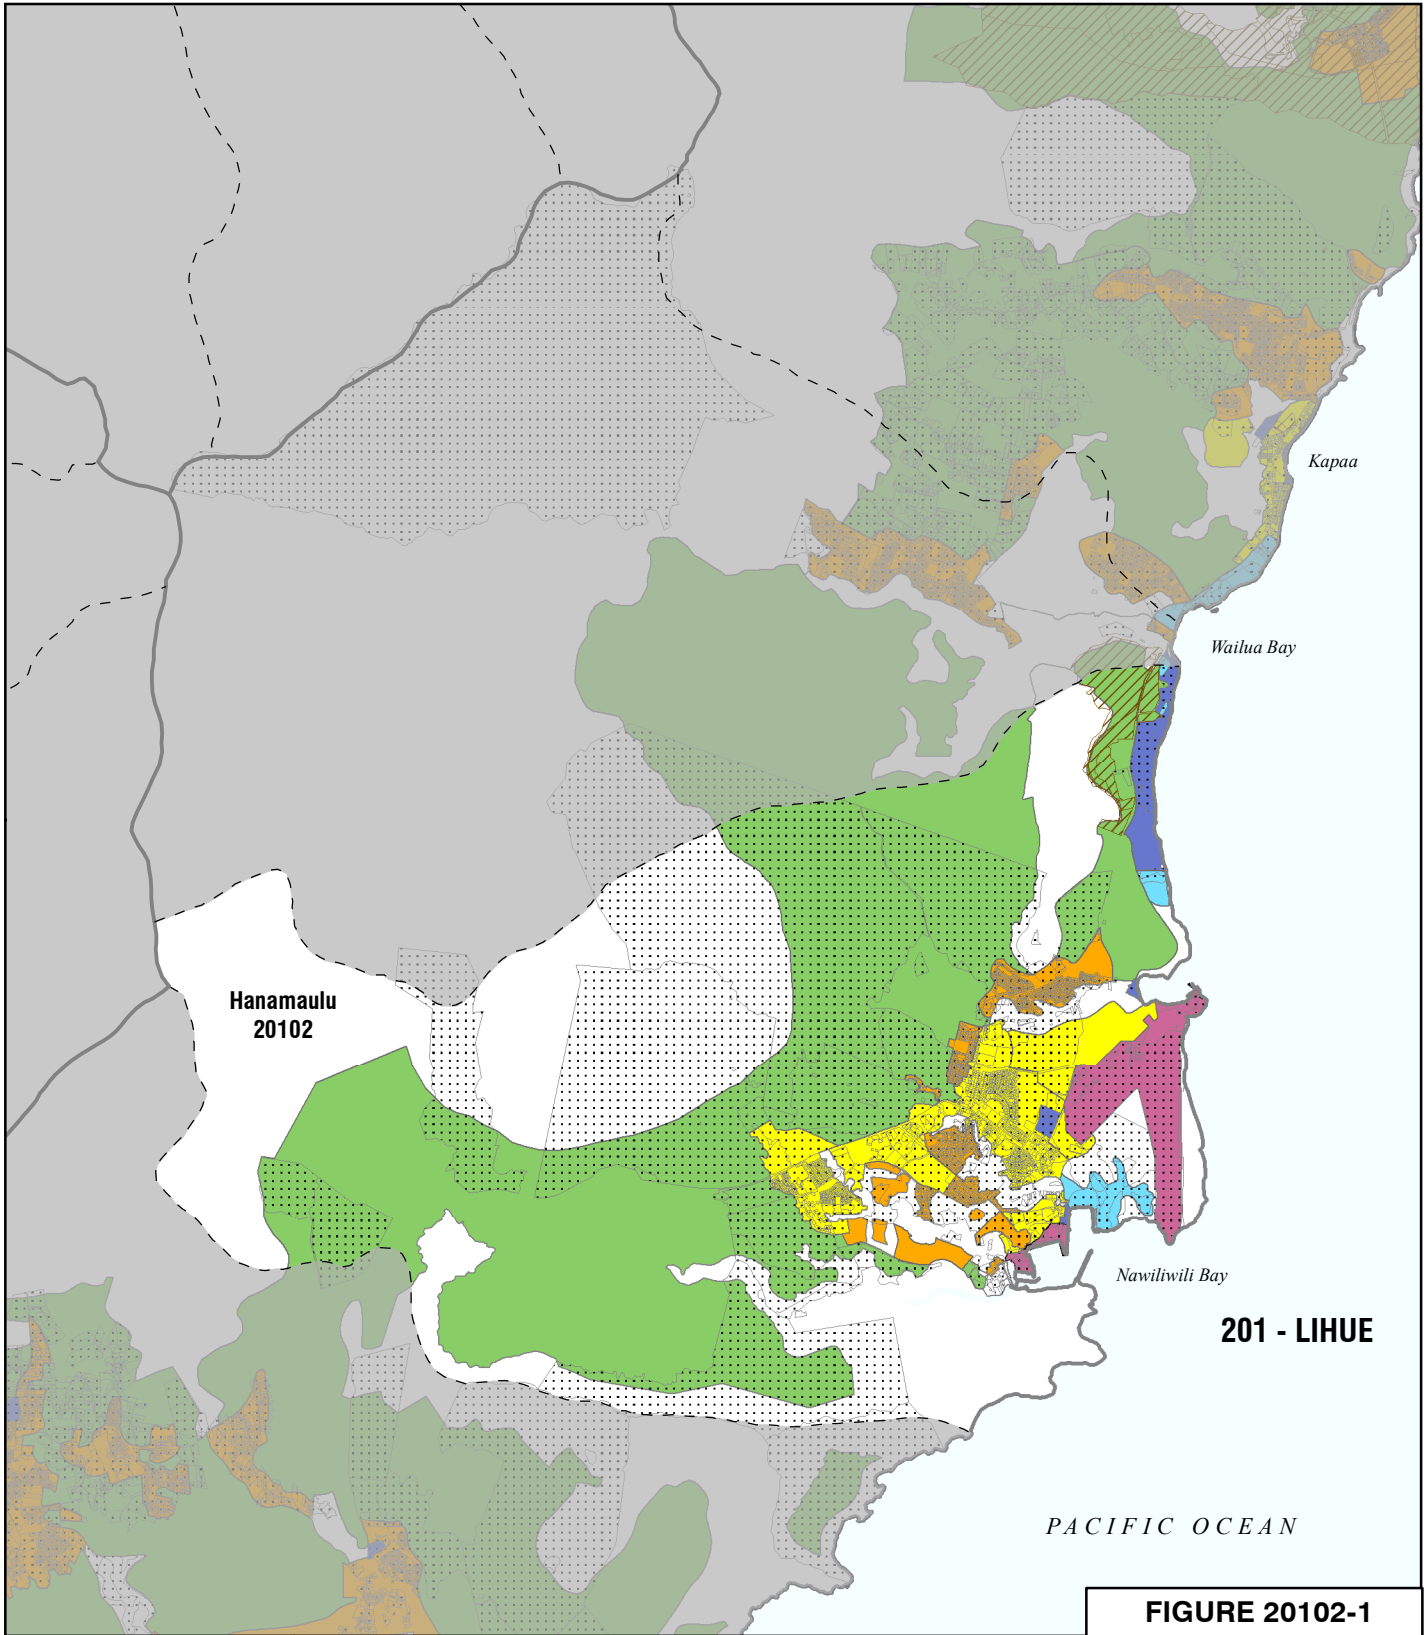 Kapaa
Wailua Bay
Hanamaulu
20102
Nawiliwili Bay
201 - LIHUE
PACIFIC OCEAN
FIGURE 20102-1